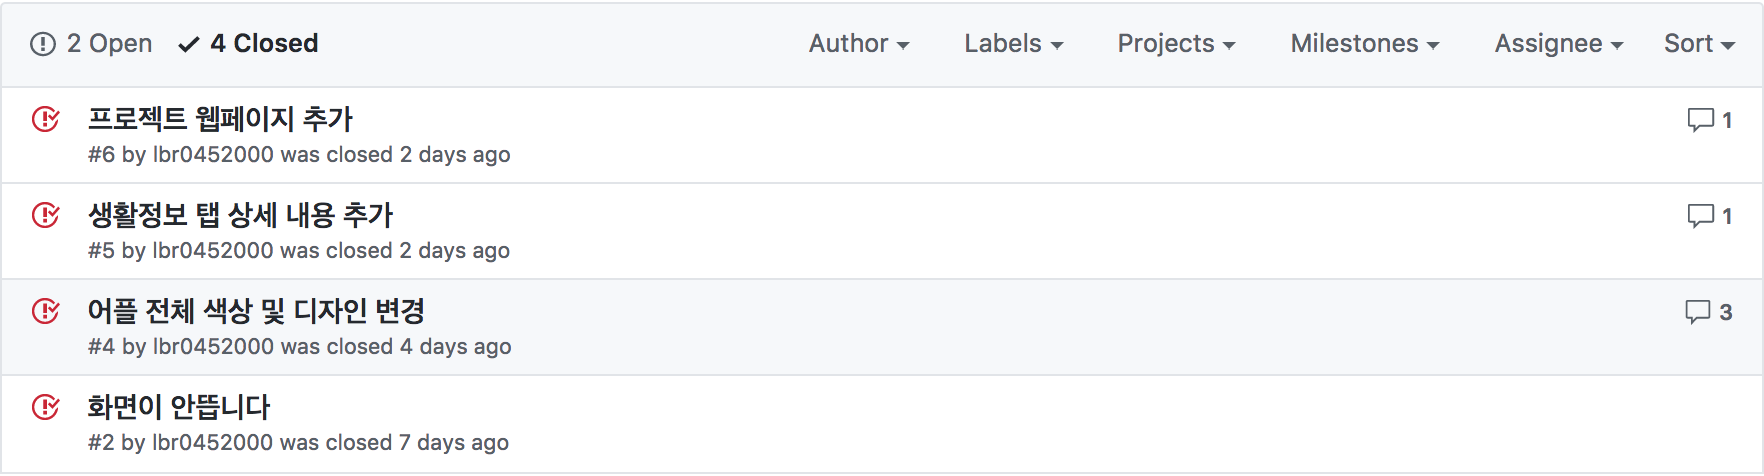 2 Open 4 Closed Author Labels Projects Milestones Assignee Sort
프로젝트 웹페이지 추가 1
#6 by lbr0452000 was closed 2 days ago
생활정보 탭 상세 내용 추가 1
#5 by lbr0452000 was closed 2 days ago
어플 전체 색상 및 디자인 변경 3
#4 by lbr0452000 was closed 4 days ago
화면이 안뜹니다
#2 by lbr0452000 was closed 7 days ago